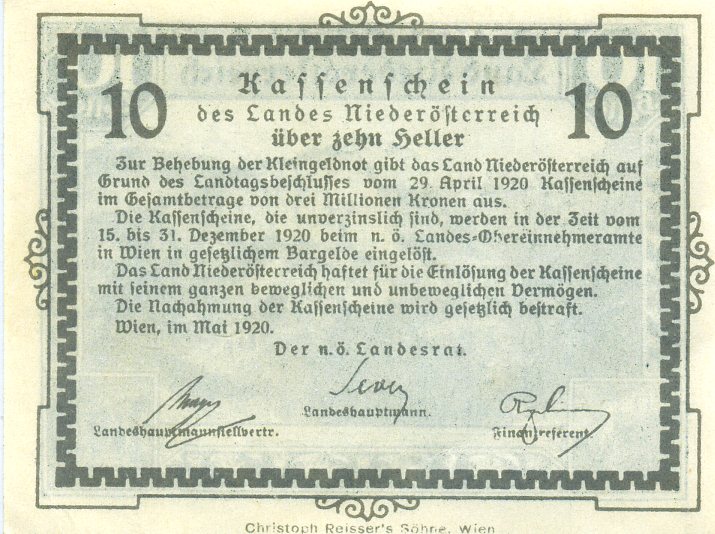 10 Kassenschein 10
des Landes Niederösterreich
über zehn Heller
Zur Behebung der Kleingeldnot gibt das Land Niederösterreich auf
Grund des Landtagsbeschlusses vom 29. April 1920 Kassenscheine
im Gesamtbetrage von drei Millionen Kronen aus.
Die Kassenscheine, die unverzinslich sind, werden in der Zeit vom
15. bis 31. Dezember 1920 beim n. ö. Landes-Obereinnehmeramte
in Wien in gesetzlichem Bargelde eingelöst.
Das Land Niederösterreich haftet für die Einlösung der Kassenscheine
mit seinem ganzen beweglichen und unbeweglichen Vermögen.
Die Nachahmung der Kassenscheine wird gesetzlich bestraft.
Wien, im Mai 1920.
Der n. ö. Landesrat.
Landeshauptmannstellvertr.
Landeshauptmann.
Finanzreferent.
Christoph Reisser's Söhne, Wien